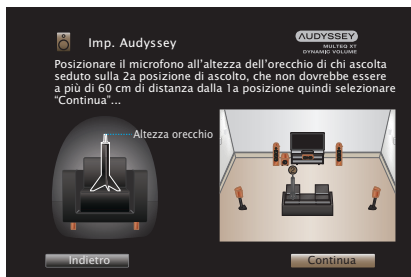 Imp. Audyssey
AUDYSSEY
MULTEQ XT
DYNAMIC VOLUME
Posizionare il microfono all'altezza dell'orecchio di chi ascolta
seduto sulla 2a posizione di ascolto, che non dovrebbe essere
a più di 60 cm di distanza dalla 1a posizione quindi selezionare
“Continua”...
Altezza orecchio
Indietro
Continua